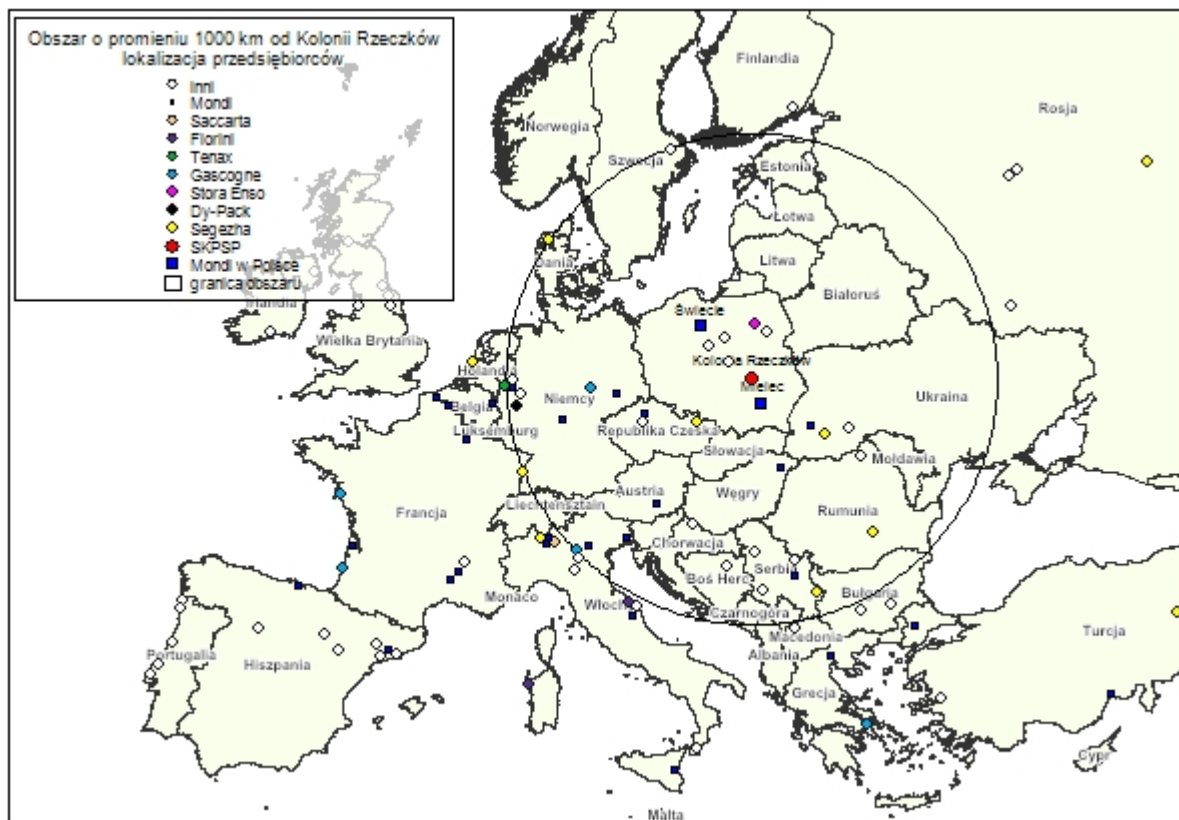 Obszar o promieniu 1000 km od Kolonii Rzeczków
lokalizacja przedsiębiorców
Inni
Mondi
Saccarta
Fiorini
Tenax
Gascogne
Stora Enso
Dy-Pack
Segezha
SKPSP
Mondi w Polsce
granica obszaru
Finlandia
Rosja
Norwegia
Szwecja
Estonia
Łotwa
Dania
Litwa
Białoruś
Irlandia
Świecie
Wielka Brytania
Kolonia Rzeczków
Holandia
Mielec
Niemcy
Ukraina
Belgia
Luksemburg
Republika Czeska
Słowacja
Mołdawia
Austria
Węgry
Liechtensztain
Rumunia
Francja
Chorwacja
Serbia
Boś Herc
Bułgaria
Monaco
Włochy
Czarnogóra
Macedonia
Turcja
Albania
Portugalia
Hiszpania
Grecja
Cypr
Malta